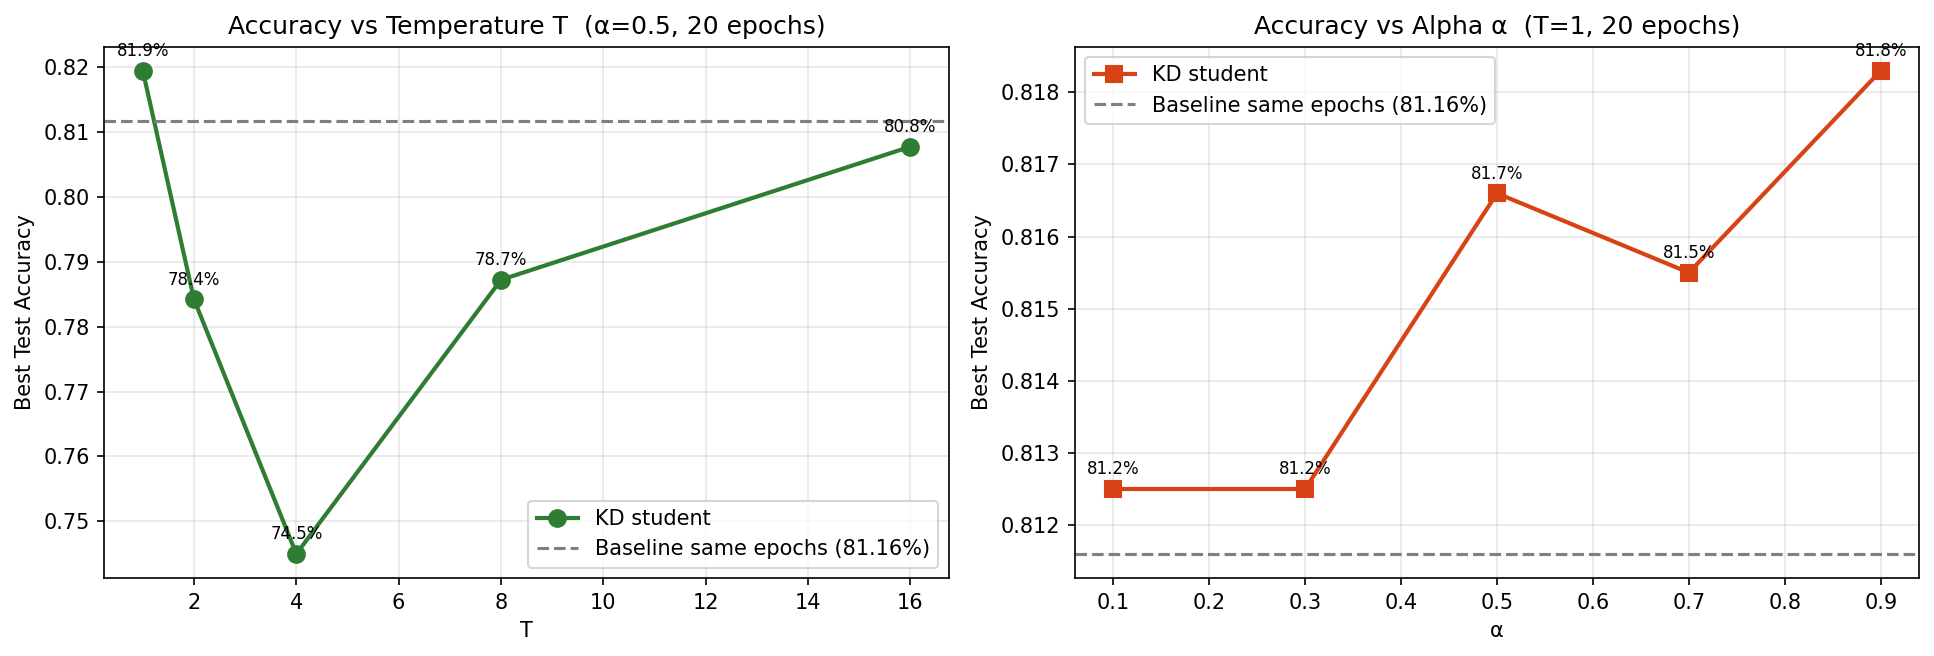 Accuracy vs Temperature T  (α=0.5, 20 epochs)
Best Test Accuracy
0.82
0.81
0.80
0.79
0.78
0.77
0.76
0.75
81.9%
78.4%
74.5%
78.7%
80.8%
KD student
Baseline same epochs (81.16%)
2 4 6 8 10 12 14 16
T
Accuracy vs Alpha α  (T=1, 20 epochs)
Best Test Accuracy
0.818
0.817
0.816
0.815
0.814
0.813
0.812
KD student
Baseline same epochs (81.16%)
81.2%
81.2%
81.7%
81.5%
81.8%
0.1 0.2 0.3 0.4 0.5 0.6 0.7 0.8 0.9
α